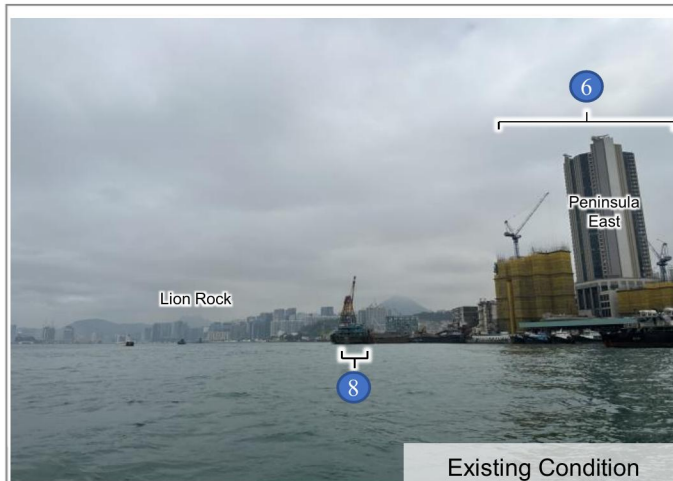 6
Peninsula
East
Lion Rock
8
Existing Condition